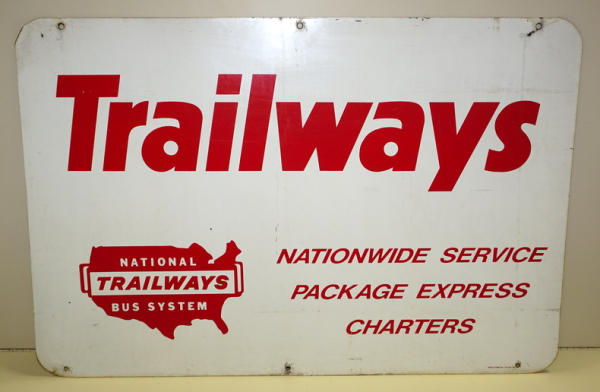 Trailways
NATIONAL
TRAILWAYS
BUS SYSTEM
NATIONWIDE SERVICE
PACKAGE EXPRESS
CHARTERS